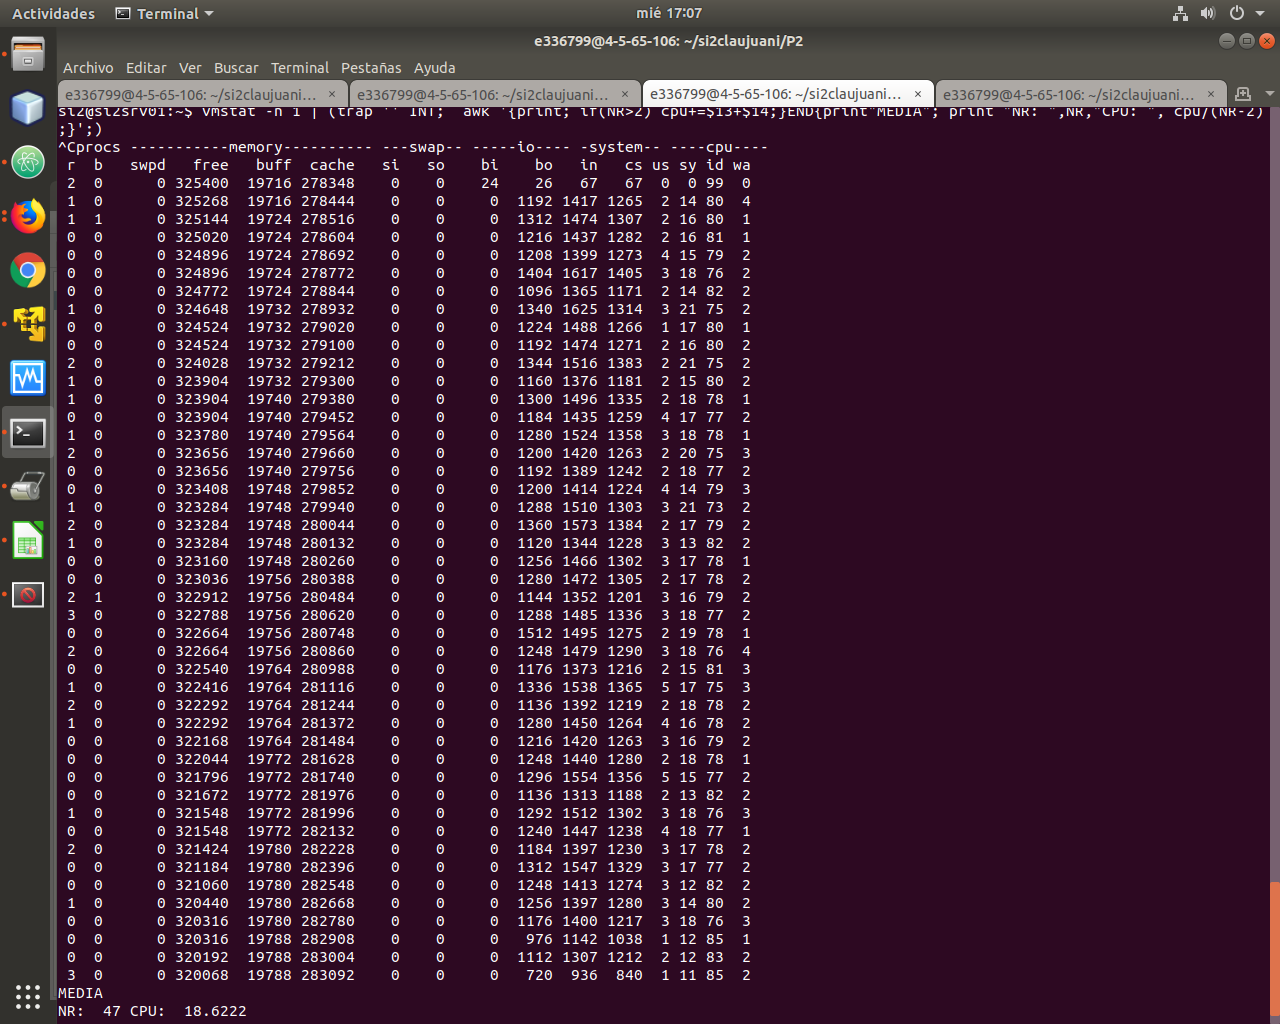 Actividades Terminal mié 17:07
e336799@4-5-65-106: ~/si2claujuani/P2
Archivo Editar Ver Buscar Terminal Pestañas Ayuda
e336799@4-5-65-106: ~/si2claujuani... × e336799@4-5-65-106: ~/si2claujuani... × e336799@4-5-65-106: ~/si2claujuani... × e336799@4-5-65-106: ~/si2claujuani... ×
si2@si2srv01:~$ vmstat -n 1 | (trap '' INT; awk '{print; if(NR>2) cpu+=$13+$14;}END{print"MEDIA"; print "NR: ",NR,"CPU: ", cpu/(NR-2)
;}';)
^Cprocs -----------memory---------- ---swap-- -----io---- -system-- ----cpu----
 r  b   swpd   free   buff  cache   si   so    bi    bo   in   cs us sy id wa
 2  0      0 325400  19716 278348    0    0    24    26   67   67  0  0 99  0
 1  0      0 325268  19716 278444    0    0     0  1192 1417 1265  2 14 80  4
 1  1      0 325144  19724 278516    0    0     0  1312 1474 1307  2 16 80  1
 0  0      0 325020  19724 278604    0    0     0  1216 1437 1282  2 16 81  1
 0  0      0 324896  19724 278692    0    0     0  1208 1399 1273  4 15 79  2
 0  0      0 324896  19724 278772    0    0     0  1404 1617 1405  3 18 76  2
 0  0      0 324772  19724 278844    0    0     0  1096 1365 1171  2 14 82  2
 1  0      0 324648  19732 278932    0    0     0  1340 1625 1314  3 21 75  2
 0  0      0 324524  19732 279020    0    0     0  1224 1488 1266  1 17 80  1
 0  0      0 324524  19732 279100    0    0     0  1192 1474 1271  2 16 80  2
 2  0      0 324028  19732 279212    0    0     0  1344 1516 1383  2 21 75  2
 1  0      0 323904  19732 279300    0    0     0  1160 1376 1181  2 15 80  2
 1  0      0 323904  19740 279380    0    0     0  1300 1496 1335  2 18 78  1
 0  0      0 323904  19740 279452    0    0     0  1184 1435 1259  4 17 77  2
 1  0      0 323780  19740 279564    0    0     0  1280 1524 1358  3 18 78  1
 2  0      0 323656  19740 279660    0    0     0  1200 1420 1263  2 20 75  3
 0  0      0 323656  19740 279756    0    0     0  1192 1389 1242  2 18 77  2
 0  0      0 323408  19748 279852    0    0     0  1200 1414 1224  4 14 79  3
 1  0      0 323284  19748 279940    0    0     0  1288 1510 1303  3 21 73  2
 2  0      0 323284  19748 280044    0    0     0  1360 1573 1384  2 17 79  2
 1  0      0 323284  19748 280132    0    0     0  1120 1344 1228  3 13 82  2
 0  0      0 323160  19748 280260    0    0     0  1256 1466 1302  3 17 78  1
 0  0      0 323036  19756 280388    0    0     0  1280 1472 1305  2 17 78  2
 2  1      0 322912  19756 280484    0    0     0  1144 1352 1201  3 16 79  2
 3  0      0 322788  19756 280620    0    0     0  1288 1485 1336  3 18 77  2
 0  0      0 322664  19756 280748    0    0     0  1512 1495 1275  2 19 78  1
 2  0      0 322664  19756 280860    0    0     0  1248 1479 1290  3 18 76  4
 0  0      0 322540  19764 280988    0    0     0  1176 1373 1216  2 15 81  3
 1  0      0 322416  19764 281116    0    0     0  1336 1538 1365  5 17 75  3
 2  0      0 322292  19764 281244    0    0     0  1136 1392 1219  2 18 78  2
 1  0      0 322292  19764 281372    0    0     0  1280 1450 1264  4 16 78  2
 0  0      0 322168  19764 281484    0    0     0  1216 1420 1263  3 16 79  2
 0  0      0 322044  19772 281628    0    0     0  1248 1440 1280  2 18 78  1
 0  0      0 321796  19772 281740    0    0     0  1296 1554 1356  5 15 77  2
 0  0      0 321672  19772 281976    0    0     0  1136 1313 1188  2 13 82  2
 1  0      0 321548  19772 281996    0    0     0  1292 1512 1302  3 18 76  3
 0  0      0 321548  19772 282132    0    0     0  1240 1447 1238  4 18 77  1
 2  0      0 321424  19780 282228    0    0     0  1184 1397 1230  3 17 78  2
 0  0      0 321184  19780 282396    0    0     0  1312 1547 1329  3 17 77  2
 0  0      0 321060  19780 282548    0    0     0  1248 1413 1274  3 12 82  2
 1  0      0 320440  19780 282668    0    0     0  1256 1397 1280  3 14 80  2
 0  0      0 320316  19780 282780    0    0     0  1176 1400 1217  3 18 76  3
 0  0      0 320316  19788 282908    0    0     0   976 1142 1038  1 12 85  1
 0  0      0 320192  19788 283004    0    0     0  1112 1307 1212  2 12 83  2
 3  0      0 320068  19788 283092    0    0     0   720  936  840  1 11 85  2
MEDIA
NR:  47 CPU:  18.6222